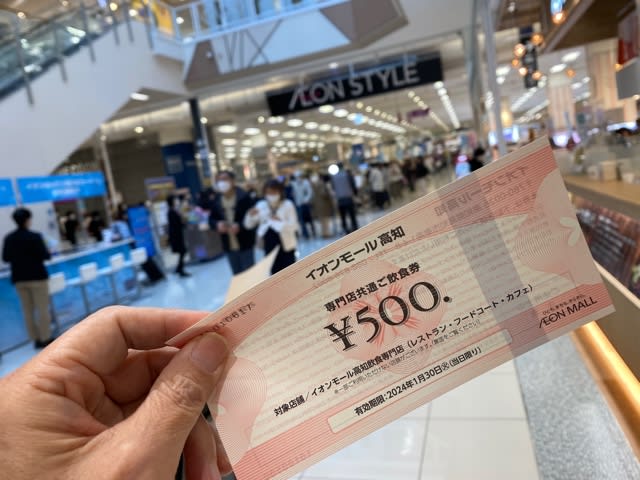 ÆON STYLE
イオンモール高知
専門店共通ご飲食券
¥500.
対象店舗/イオンモール高知飲食専門店(レストラン・フードコート・カフェ)
有効期限:2024年1月30日㊋(当日限り)
ÆON MALL